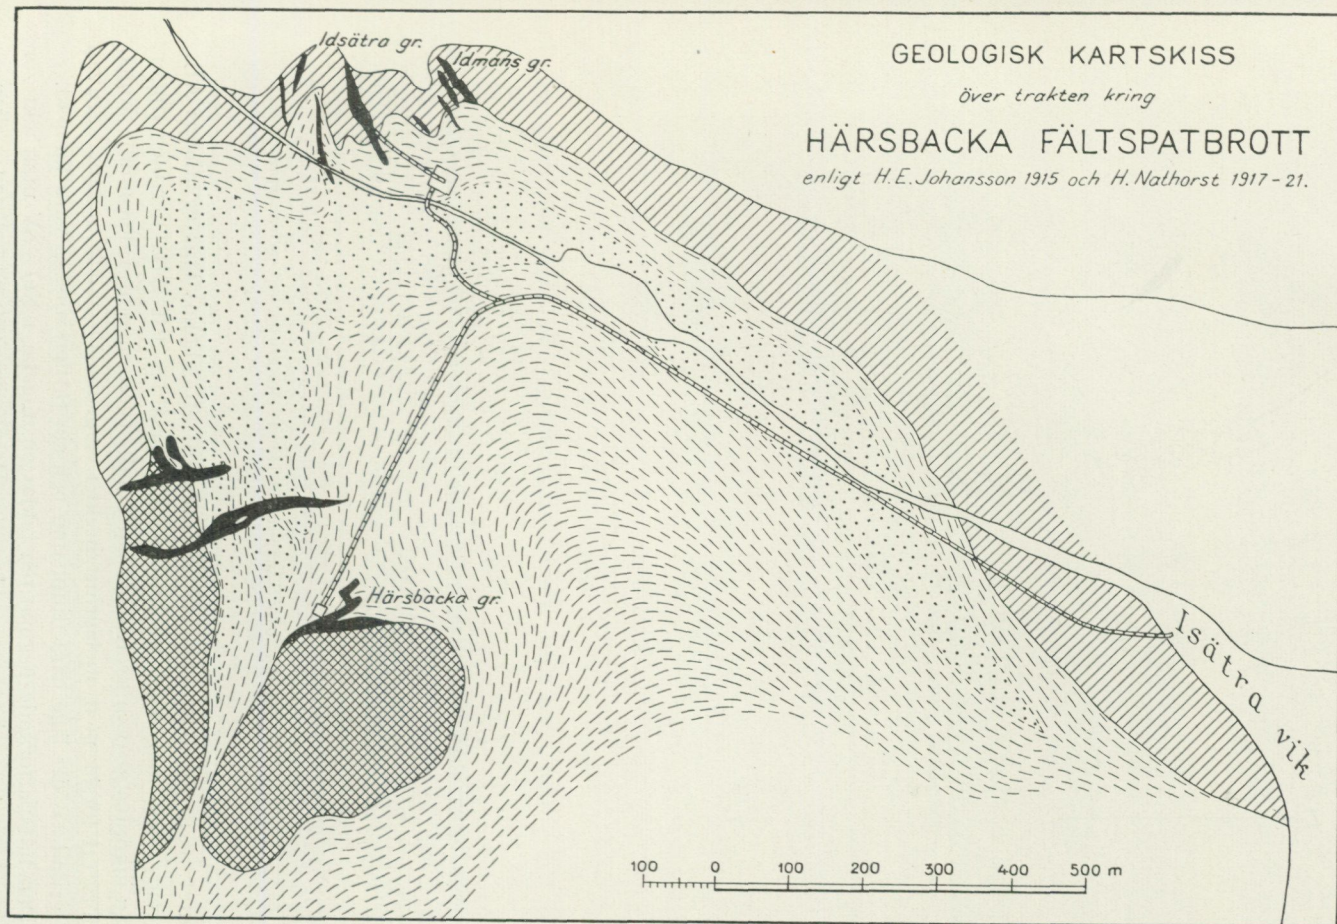 GEOLOGISK KARTSKISS
över trakten kring
HÄRSBACKA FÄLTSPATBROTT
enligt H.E. Johansson 1915 och H. Nathorst 1917-21.
Idsätra gr.
Idmans gr.
Härsbacka gr.
Isätra vik
100 0 100 200 300 400 500 m